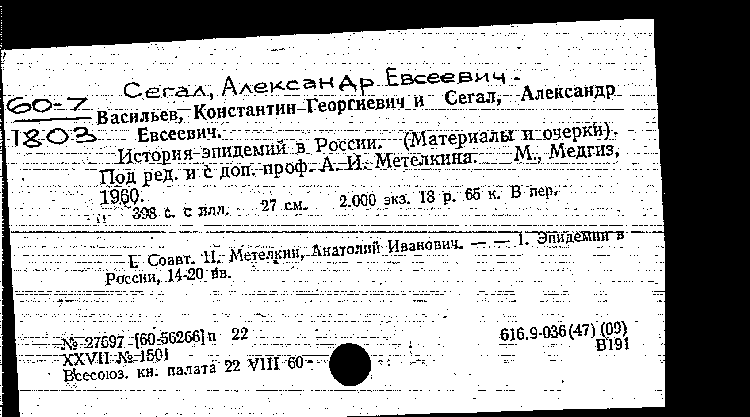 Сегал, Александр Евсеевич.
60-7
1803
Васильев, Константин Георгиевич и Сегал, Александр
Евсеевич.
История эпидемий в России. (Материалы и очерки).
Под ред. и с доп. проф. А. И. Метелкина. М., Медгиз,
1960.
398 с. с илл. 27 см. 2.000 экз. 18 р. 65 к. В пер.
I. Соавт. II. Метелкин, Анатолий Иванович. — — 1. Эпидемии в
России, 14-20 вв.
№ 27697 [60-56266] п 22
616.9-036(47)(09)
XXVII № 1501
В191
Всесоюз. кн. палата 22 VIII 60